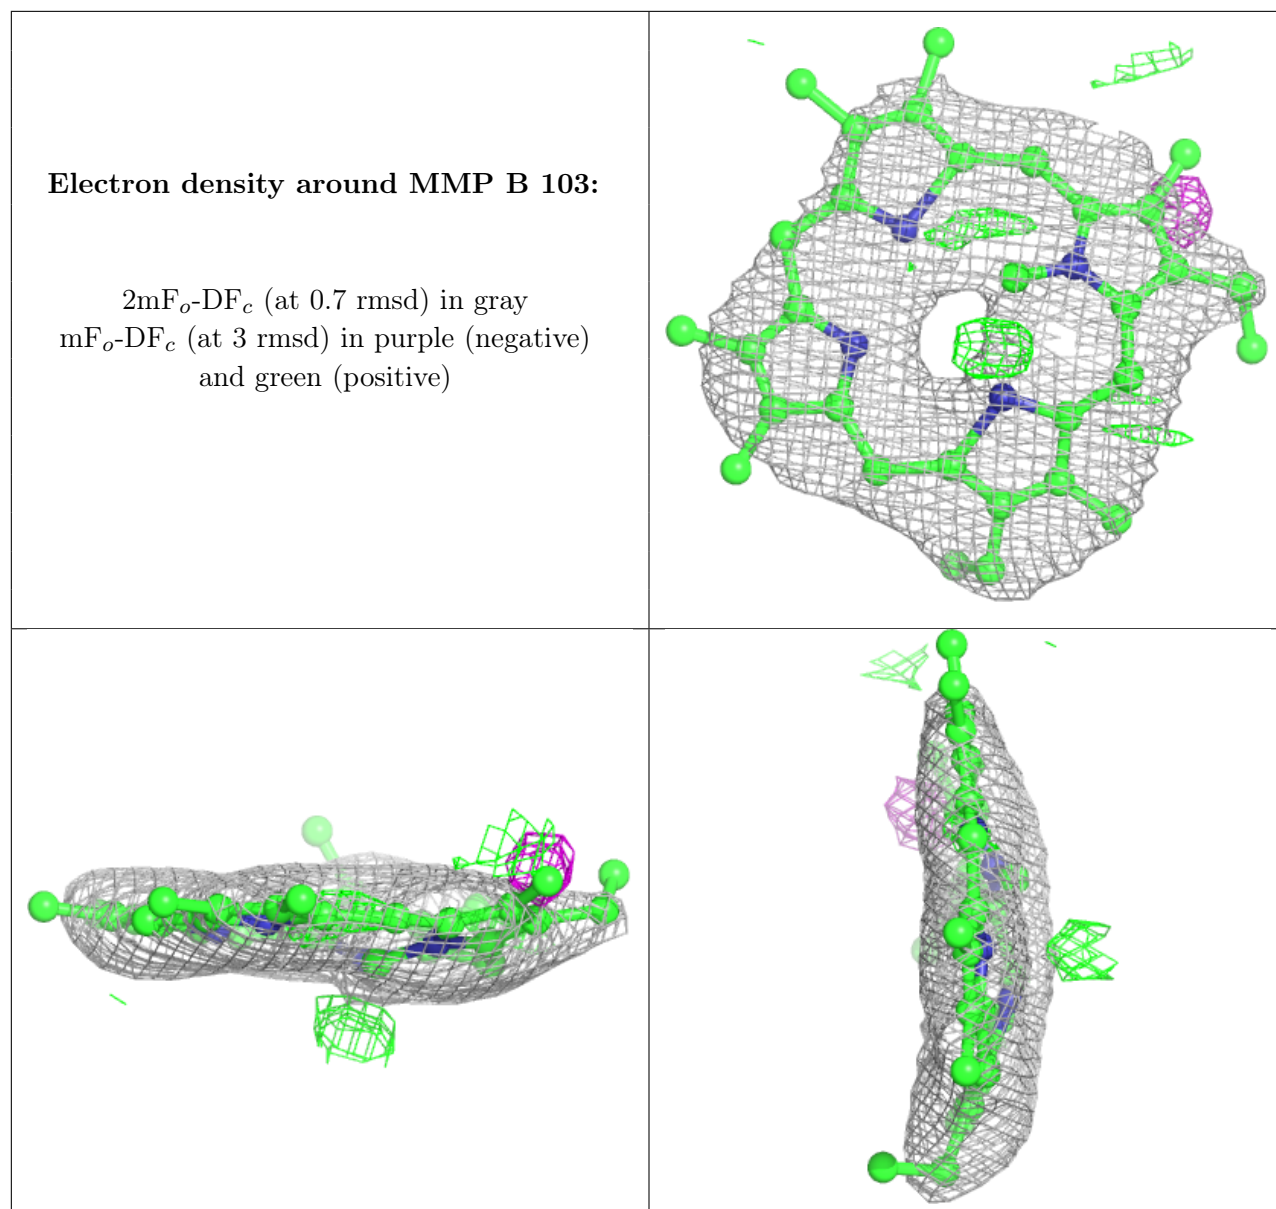 Electron density around MMP B 103:
2mFo-DFc (at 0.7 rmsd) in gray
mFo-DFc (at 3 rmsd) in purple (negative)
and green (positive)